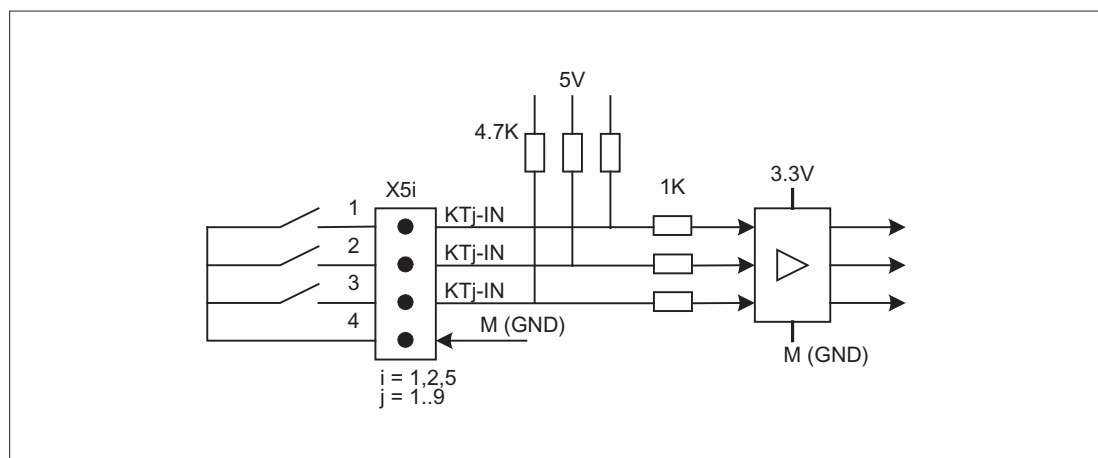 5V
4.7K
X5i
1K
3.3V
1
KTj-IN
2
KTj-IN
3
KTj-IN
4
M (GND)
M (GND)
i = 1,2,5
j = 1..9